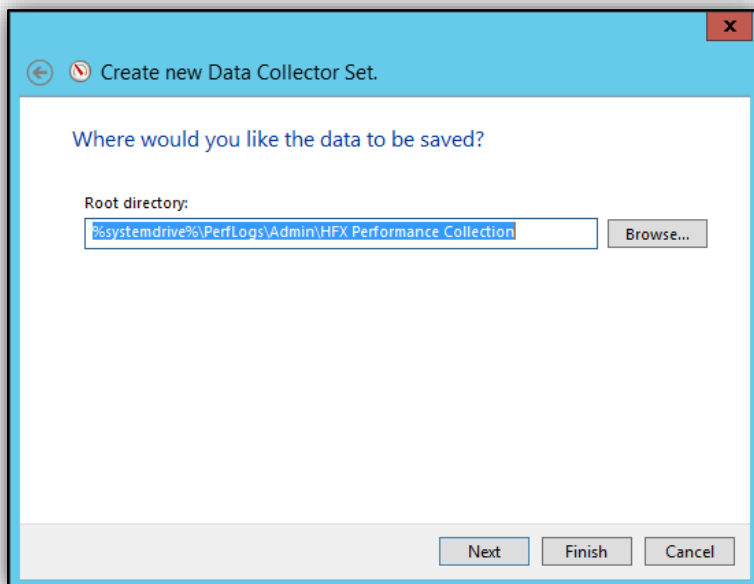 x
Create new Data Collector Set.
Where would you like the data to be saved?
Root directory:
%systemdrive%\PerfLogs\Admin\HFX Performance Collection
Browse...
Next
Finish
Cancel